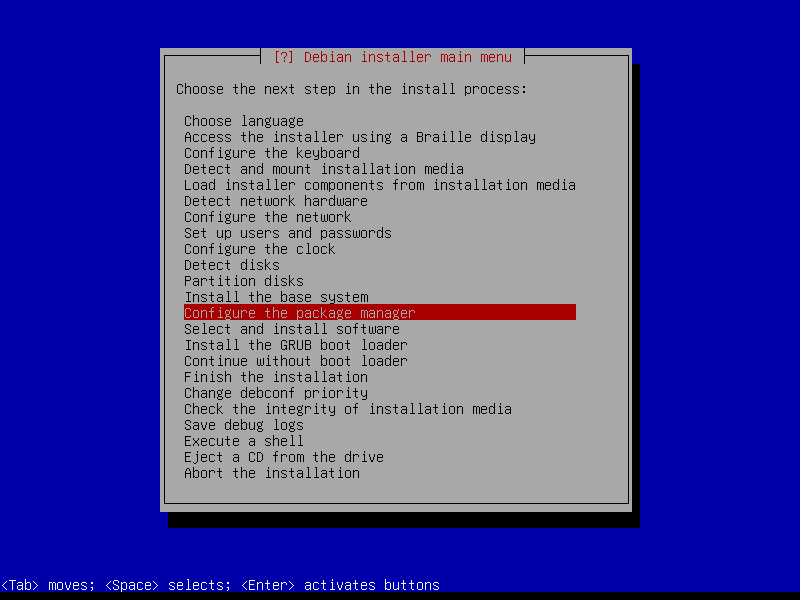 [?] Debian installer main menu
Choose the next step in the install process:
Choose language
Access the installer using a Braille display
Configure the keyboard
Detect and mount installation media
Load installer components from installation media
Detect network hardware
Configure the network
Set up users and passwords
Configure the clock
Detect disks
Partition disks
Install the base system
Configure the package manager
Select and install software
Install the GRUB boot loader
Continue without boot loader
Finish the installation
Change debconf priority
Check the integrity of installation media
Save debug logs
Execute a shell
Eject a CD from the drive
Abort the installation
<Tab> moves; <Space> selects; <Enter> activates buttons